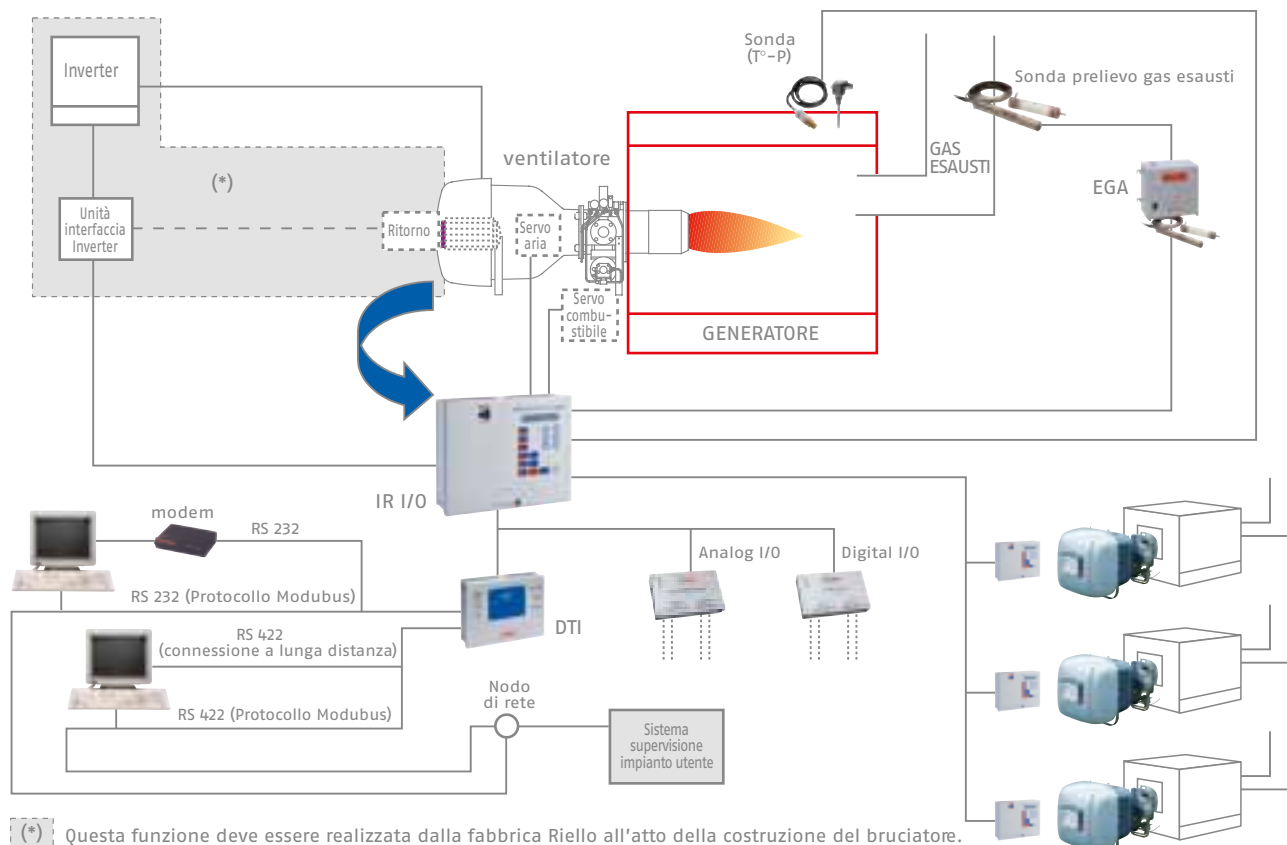 Inverter
(*)
Unità
interfaccia
Inverter
Ritorno
ventilatore
Servo
aria
Servo
combu-
stibile
Sonda
(T°-P)
GENERATORE
GAS
ESAUSTI
Sonda prelievo gas esausti
EGA
IR I/0
modem
RS 232
RS 232 (Protocollo Modubus)
RS 422
(connessione a lunga distanza)
RS 422 (Protocollo Modubus)
DTI
Analog I/0
Digital I/0
Nodo
di rete
Sistema
supervisione
impianto utente
(*) Questa funzione deve essere realizzata dalla fabbrica Riello all'atto della costruzione del bruciatore.